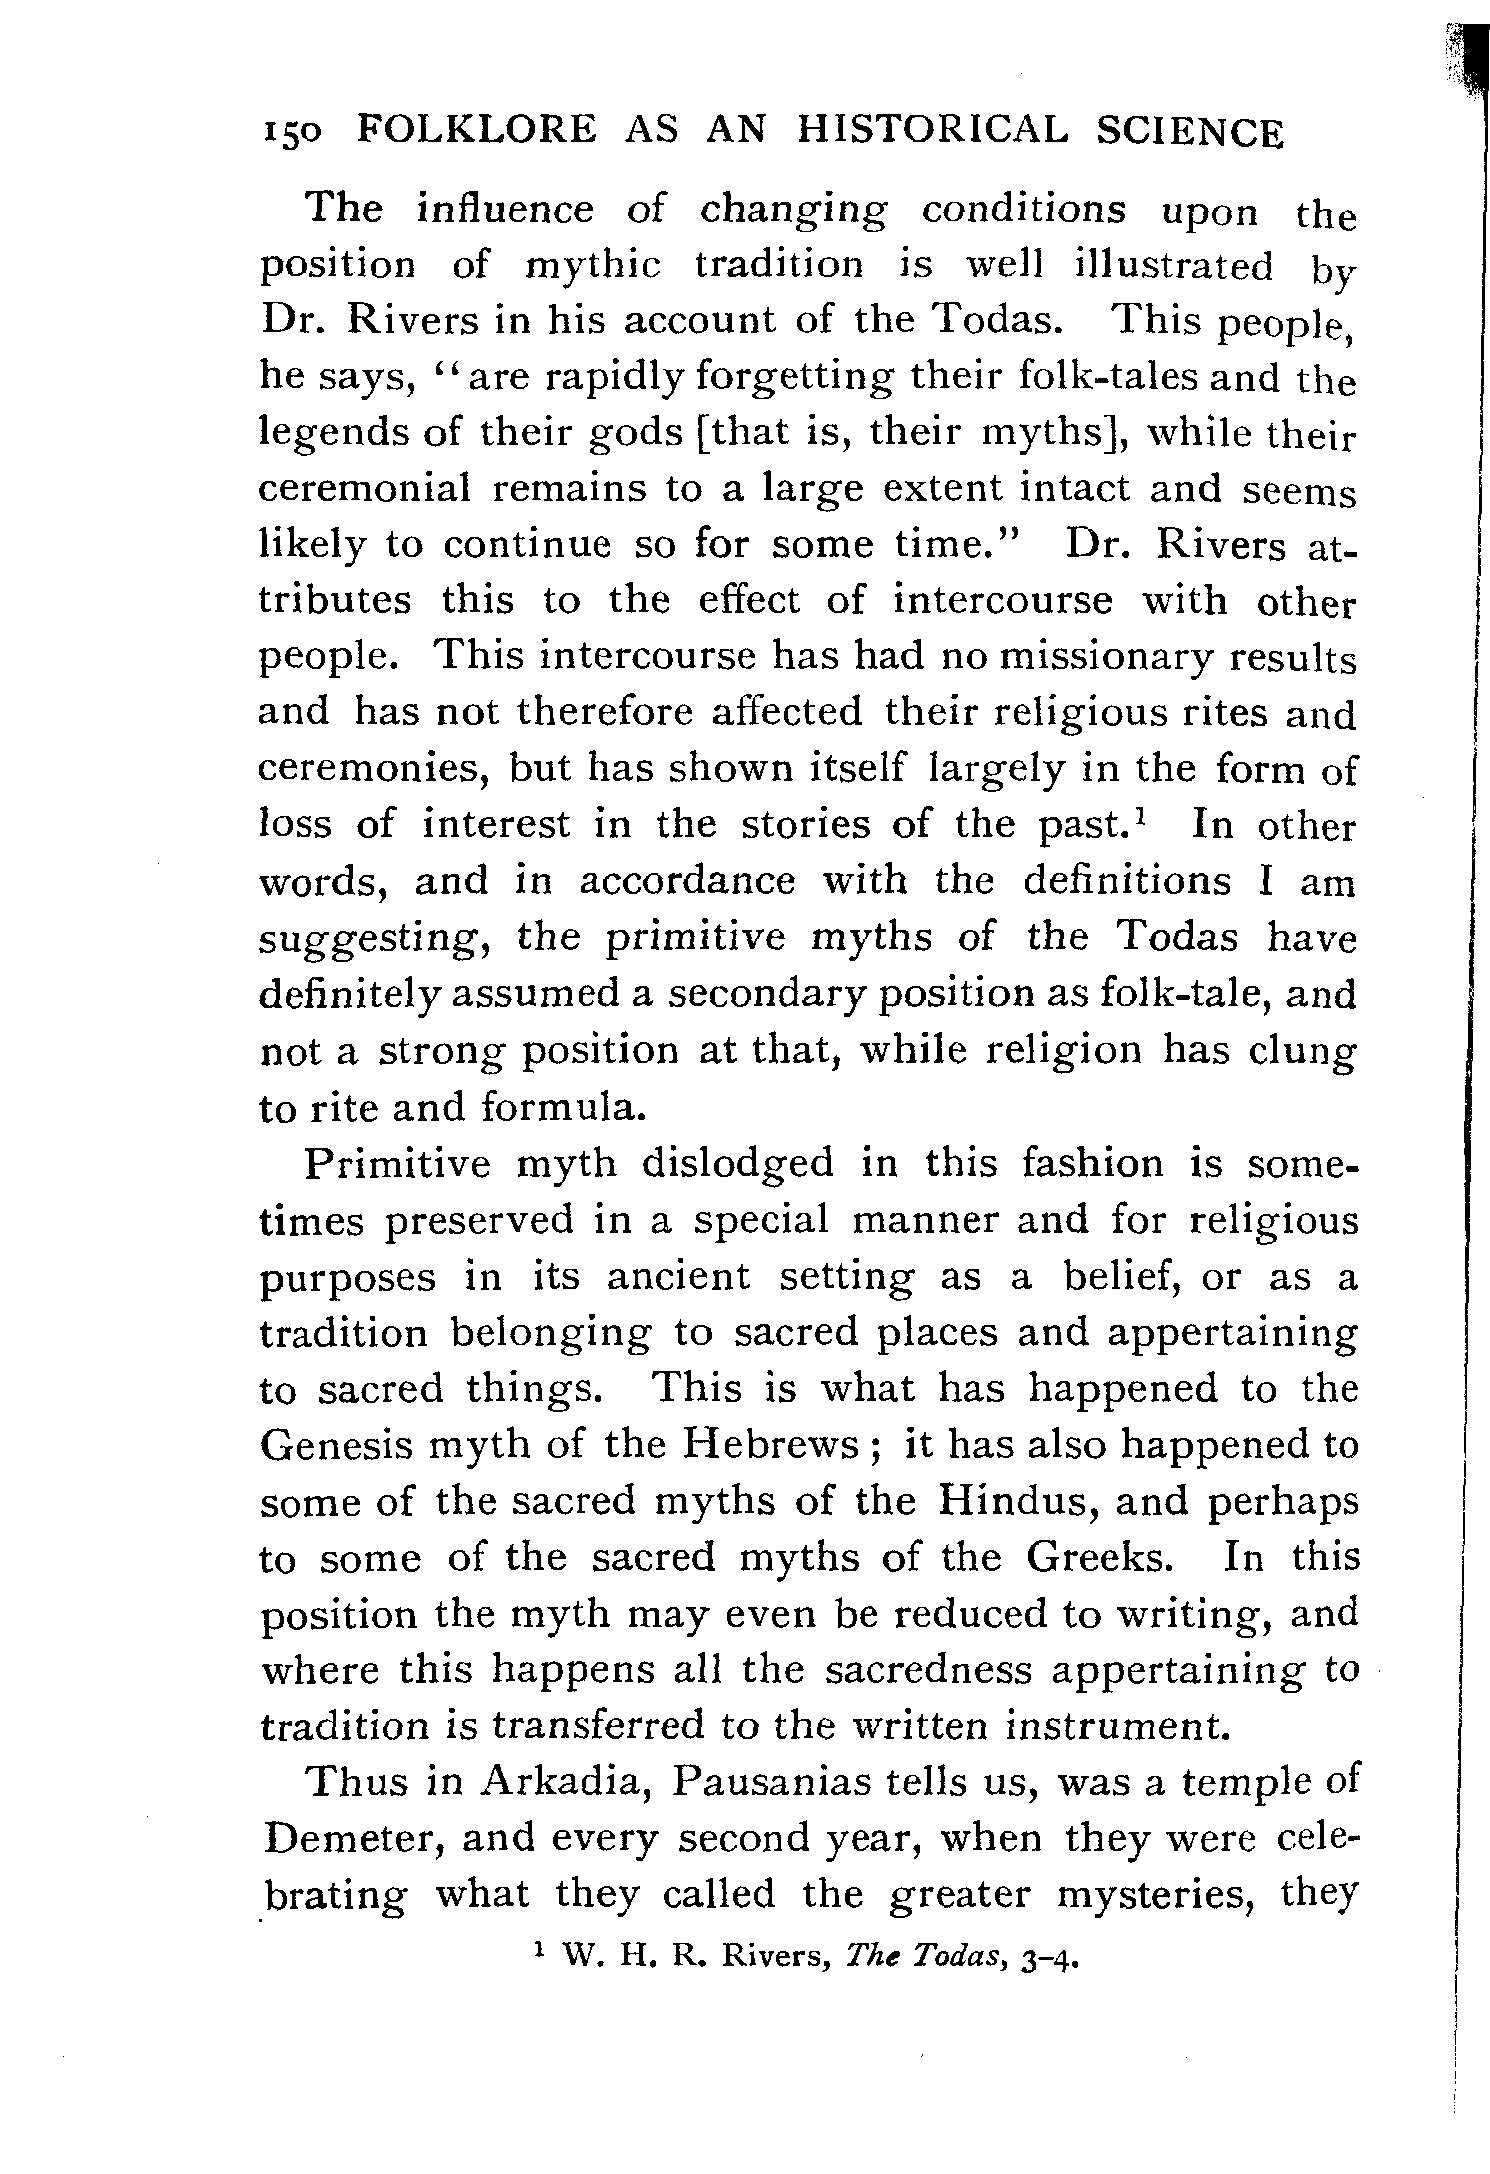 150 FOLKLORE AS AN HISTORICAL SCIENCE
The influence of changing conditions upon the
position of mythic tradition is well illustrated by
Dr. Rivers in his account of the Todas. This people,
he says, “are rapidly forgetting their folk-tales and the
legends of their gods [that is, their myths], while their
ceremonial remains to a large extent intact and seems
likely to continue so for some time.” Dr. Rivers at-
tributes this to the effect of intercourse with other
people. This intercourse has had no missionary results
and has not therefore affected their religious rites and
ceremonies, but has shown itself largely in the form of
loss of interest in the stories of the past.¹ In other
words, and in accordance with the definitions I am
suggesting, the primitive myths of the Todas have
definitely assumed a secondary position as folk-tale, and
not a strong position at that, while religion has clung
to rite and formula.
Primitive myth dislodged in this fashion is some-
times preserved in a special manner and for religious
purposes in its ancient setting as a belief, or as a
tradition belonging to sacred places and appertaining
to sacred things. This is what has happened to the
Genesis myth of the Hebrews ; it has also happened to
some of the sacred myths of the Hindus, and perhaps
to some of the sacred myths of the Greeks. In this
position the myth may even be reduced to writing, and
where this happens all the sacredness appertaining to
tradition is transferred to the written instrument.
Thus in Arkadia, Pausanias tells us, was a temple of
Demeter, and every second year, when they were cele-
brating what they called the greater mysteries, they
¹ W. H. R. Rivers, The Todas, 3–4.